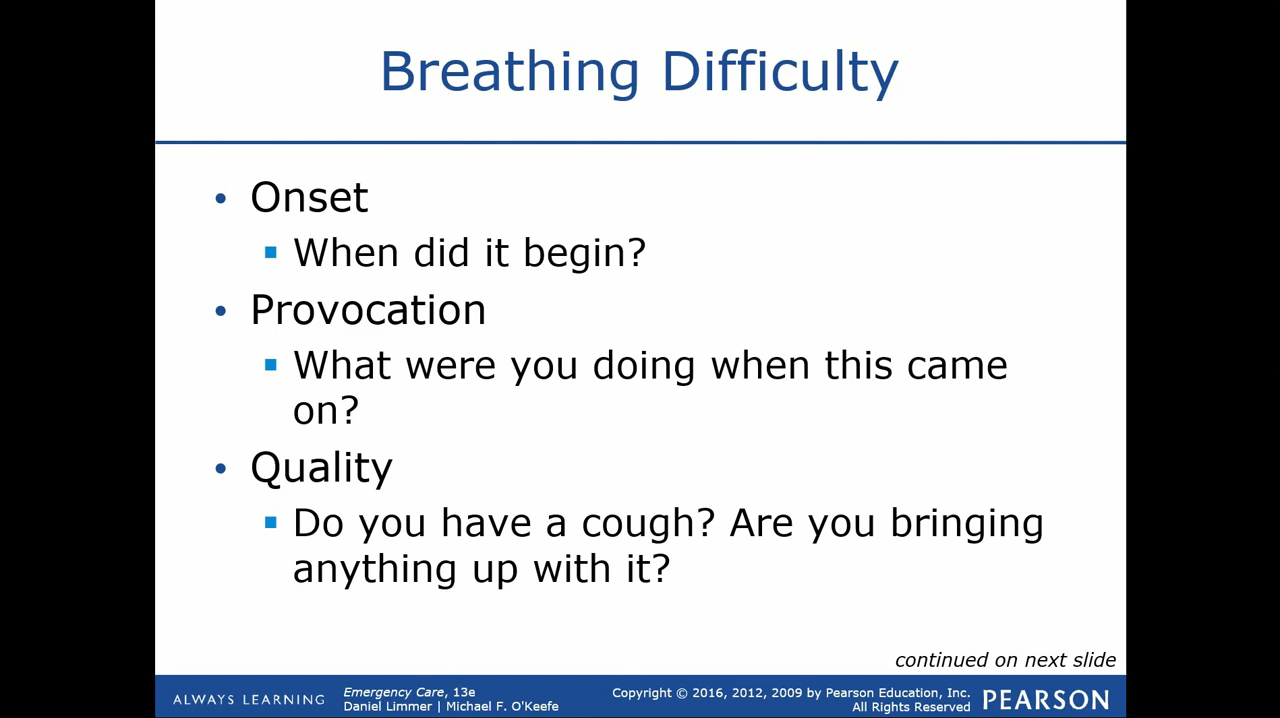 Breathing Difficulty
• Onset
▪ When did it begin?
• Provocation
▪ What were you doing when this came
on?
• Quality
▪ Do you have a cough? Are you bringing
anything up with it?
continued on next slide
ALWAYS LEARNING
Emergency Care, 13e
Daniel Limmer | Michael F. O'Keefe
Copyright © 2016, 2012, 2009 by Pearson Education, Inc.
All Rights Reserved
PEARSON